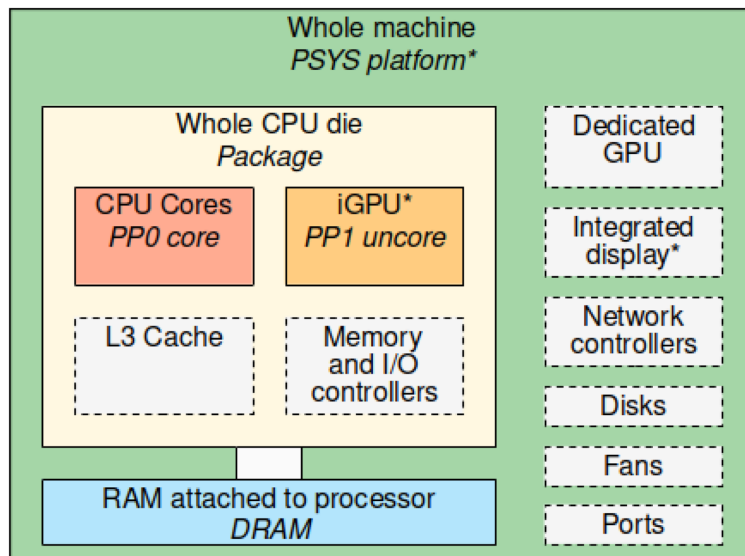 Whole machine
PSYS platform*
Whole CPU die
Package
CPU Cores
PP0 core
iGPU*
PP1 uncore
L3 Cache
Memory
and I/O
controllers
RAM attached to processor
DRAM
Dedicated
GPU
Integrated
display*
Network
controllers
Disks
Fans
Ports